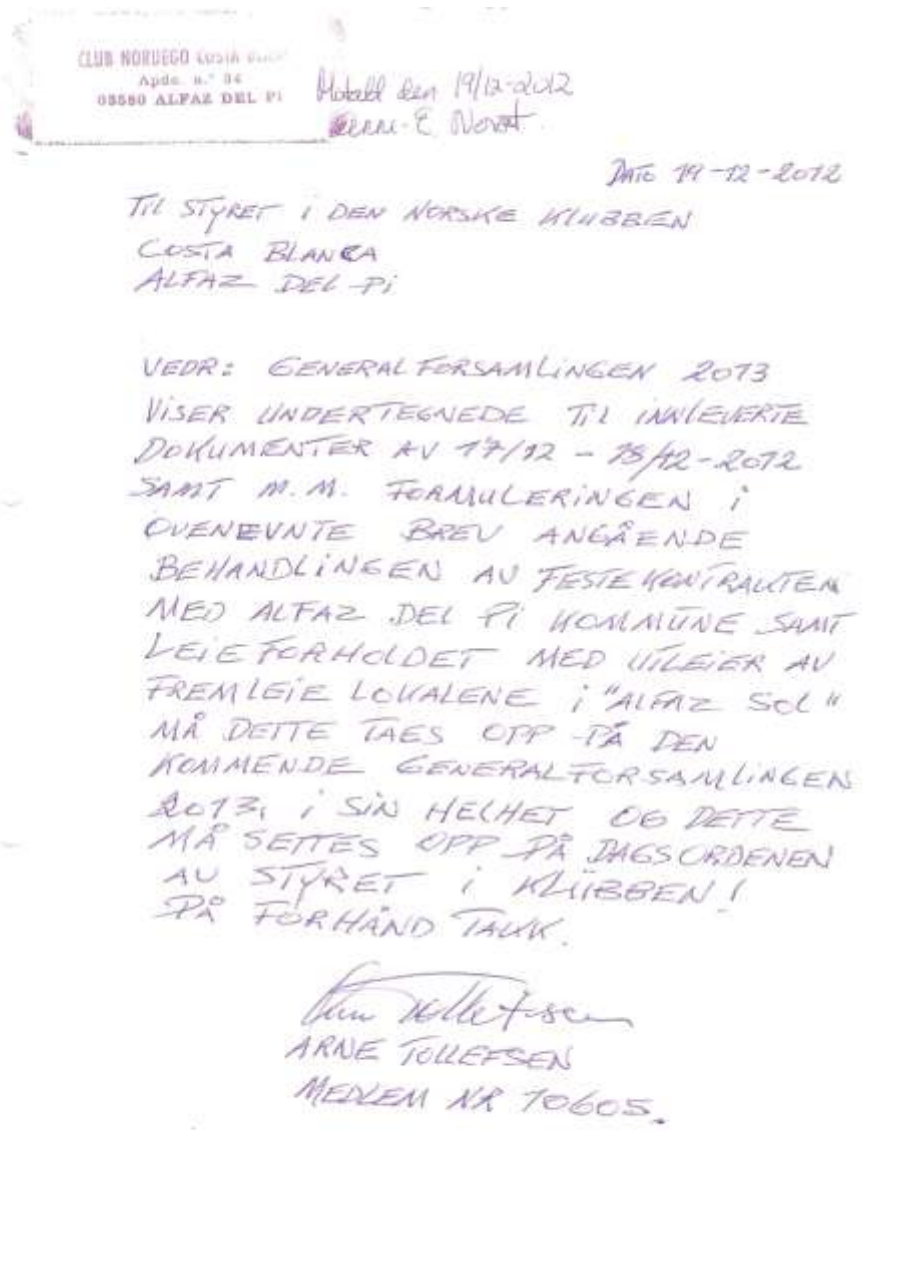 CLUB NORUEGO COSTA
Apdo. n.° 34
03580 ALFAZ DEL PI
Motatt den 19/12-2012
DATO 19-12-2012
TIL STYRET i DEN NORSKE KLUBBEN
COSTA BLANCA
ALFAZ DEL Pi
VEDR: GENERALFORSAMLINGEN 2013
ViSER UNDERTEGNEDE TIL INNLEVERTE
DOKUMENTER AV 17/12 - 18/12-2012
SAMT M.M. FORMULERINGEN i
OVENEVNTE BREV ANGÅENDE
BEHANDLINGEN AV FESTEKONTRAKTEN
MED ALFAZ DEL Pi KOMMUNE SAMT
LEIEFORHOLDET MED UTLEIER AV
FREMLEIE LOKALENE i "ALFAZ SOL"
MÅ DETTE TAES OPP PÅ DEN
KOMMENDE GENERALFORSAMLINGEN
2013, i SIN HELHET OG DETTE
MÅ SETTES OPP PÅ DAGSORDENEN
AV STYRET i KLUBBEN!
PÅ FORHÅND TAKK.
Arne Tollefsen
ARNE TOLLEFSEN
MEDLEM NR 10605.